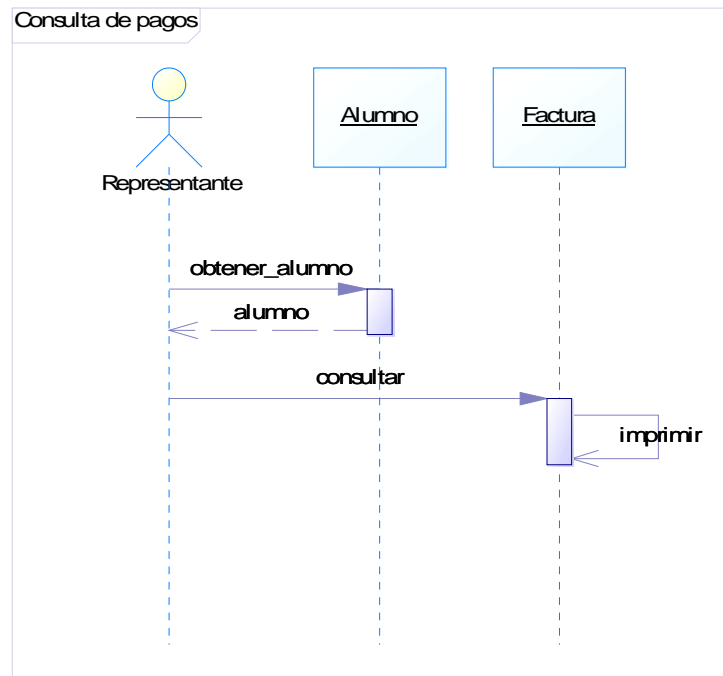 Consulta de pagos
Alumno
Factura
Representante
obtener_alumno
alumno
consultar
imprimir